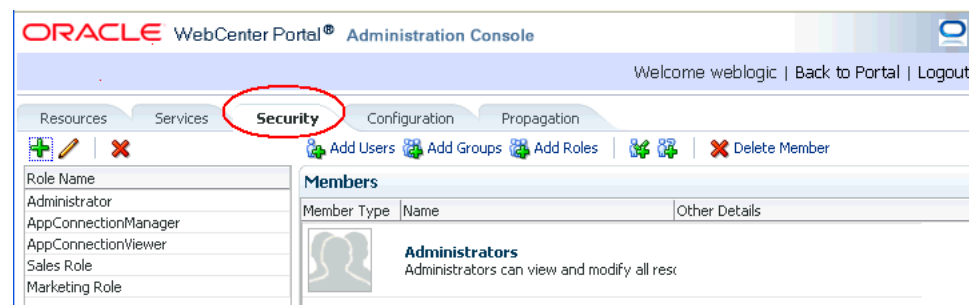 ORACLE WebCenter Portal® Administration Console
Welcome weblogic | Back to Portal | Logout
Resources Services Security Configuration Propagation
Add Users Add Groups Add Roles Delete Member
Role Name
Administrator
AppConnectionManager
AppConnectionViewer
Sales Role
Marketing Role
Members
Member Type Name Other Details
Administrators
Administrators can view and modify all